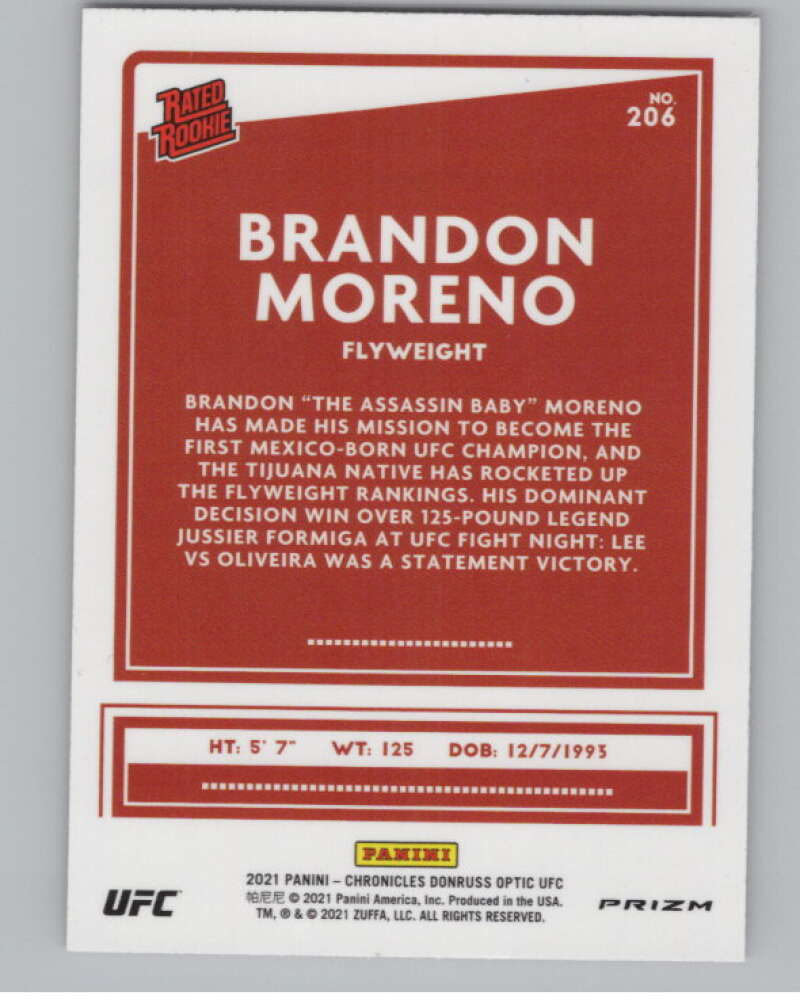 RATED
ROOKIE
NO.
206
BRANDON
MORENO
FLYWEIGHT
BRANDON “THE ASSASSIN BABY” MORENO
HAS MADE HIS MISSION TO BECOME THE
FIRST MEXICO-BORN UFC CHAMPION, AND
THE TIJUANA NATIVE HAS ROCKETED UP
THE FLYWEIGHT RANKINGS. HIS DOMINANT
DECISION WIN OVER 125-POUND LEGEND
JUSSIER FORMIGA AT UFC FIGHT NIGHT: LEE
VS OLIVEIRA WAS A STATEMENT VICTORY.
HT: 5' 7" WT: 125 DOB: 12/7/1993
PANINI
2021 PANINI – CHRONICLES DONRUSS OPTIC UFC
帕尼尼 © 2021 Panini America, Inc. Produced in the USA.
TM, ® & © 2021 ZUFFA, LLC. ALL RIGHTS RESERVED.
UFC
PRIZM